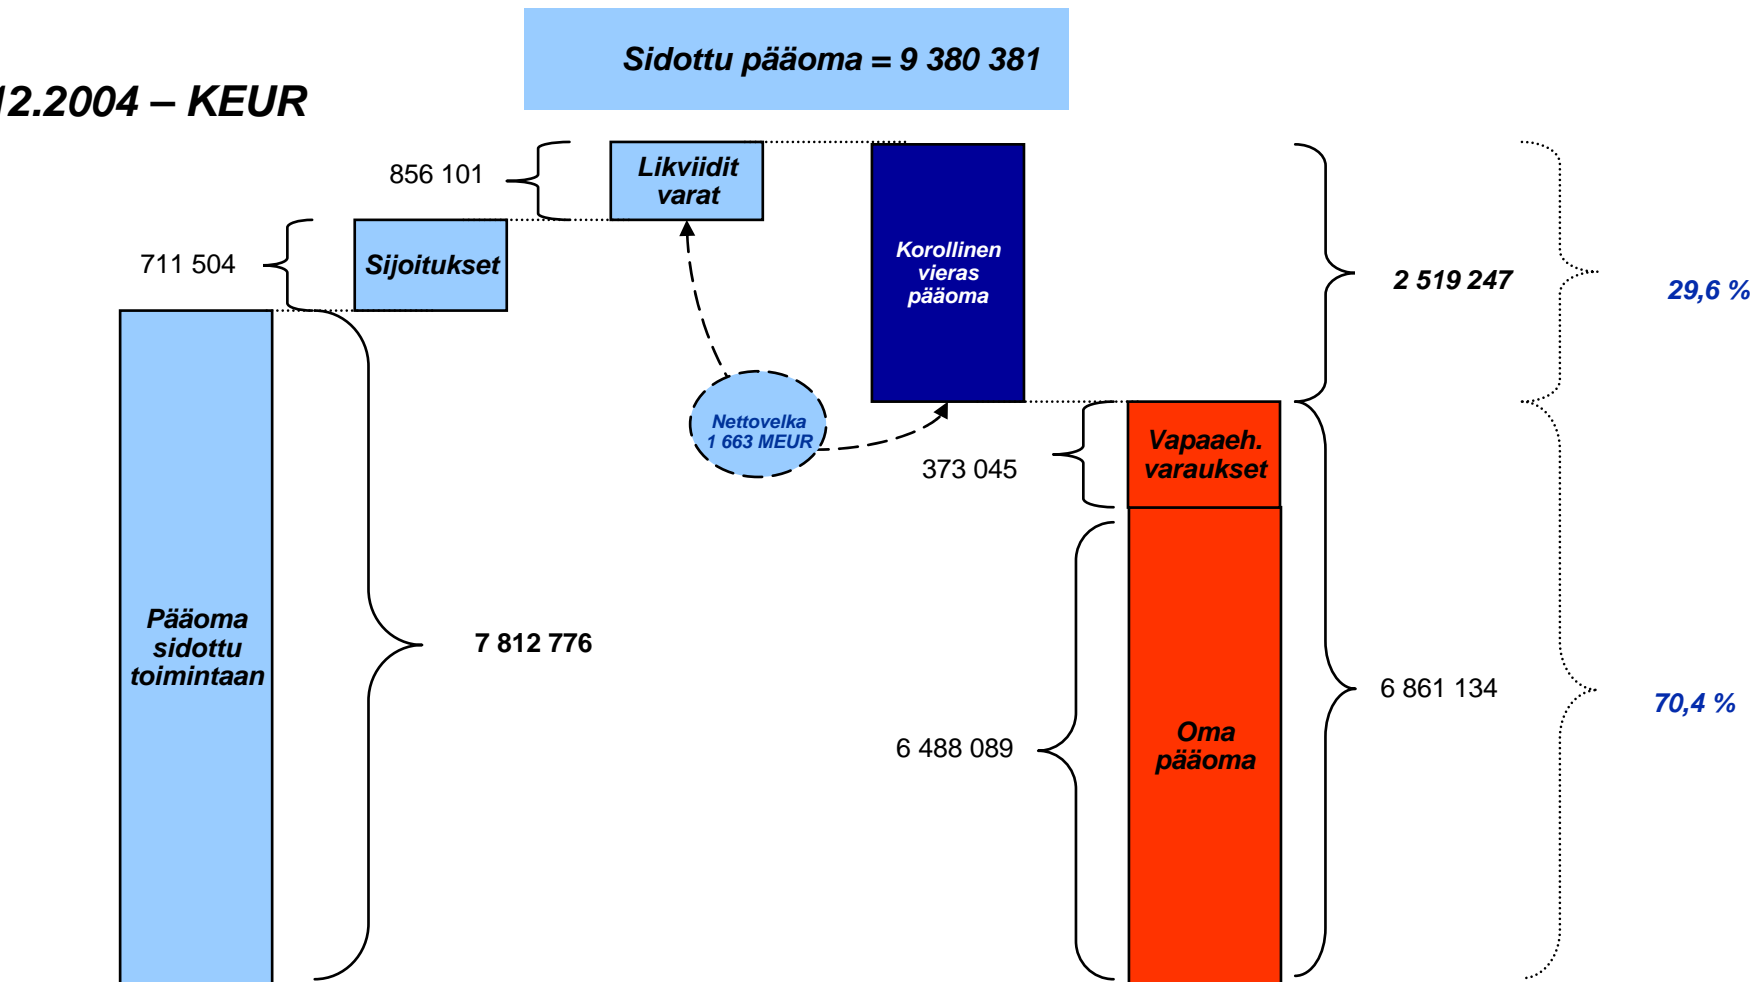 Sidottu pääoma = 9 380 381
12.2004 – KEUR
856 101
Likviidit
varat
711 504
Sijoitukset
Korollinen
vieras
pääoma
2 519 247
29,6 %
Nettovelka
1 663 MEUR
373 045
Vapaaeh.
varaukset
Pääoma
sidottu
toimintaan
7 812 776
6 488 089
Oma
pääoma
6 861 134
70,4 %